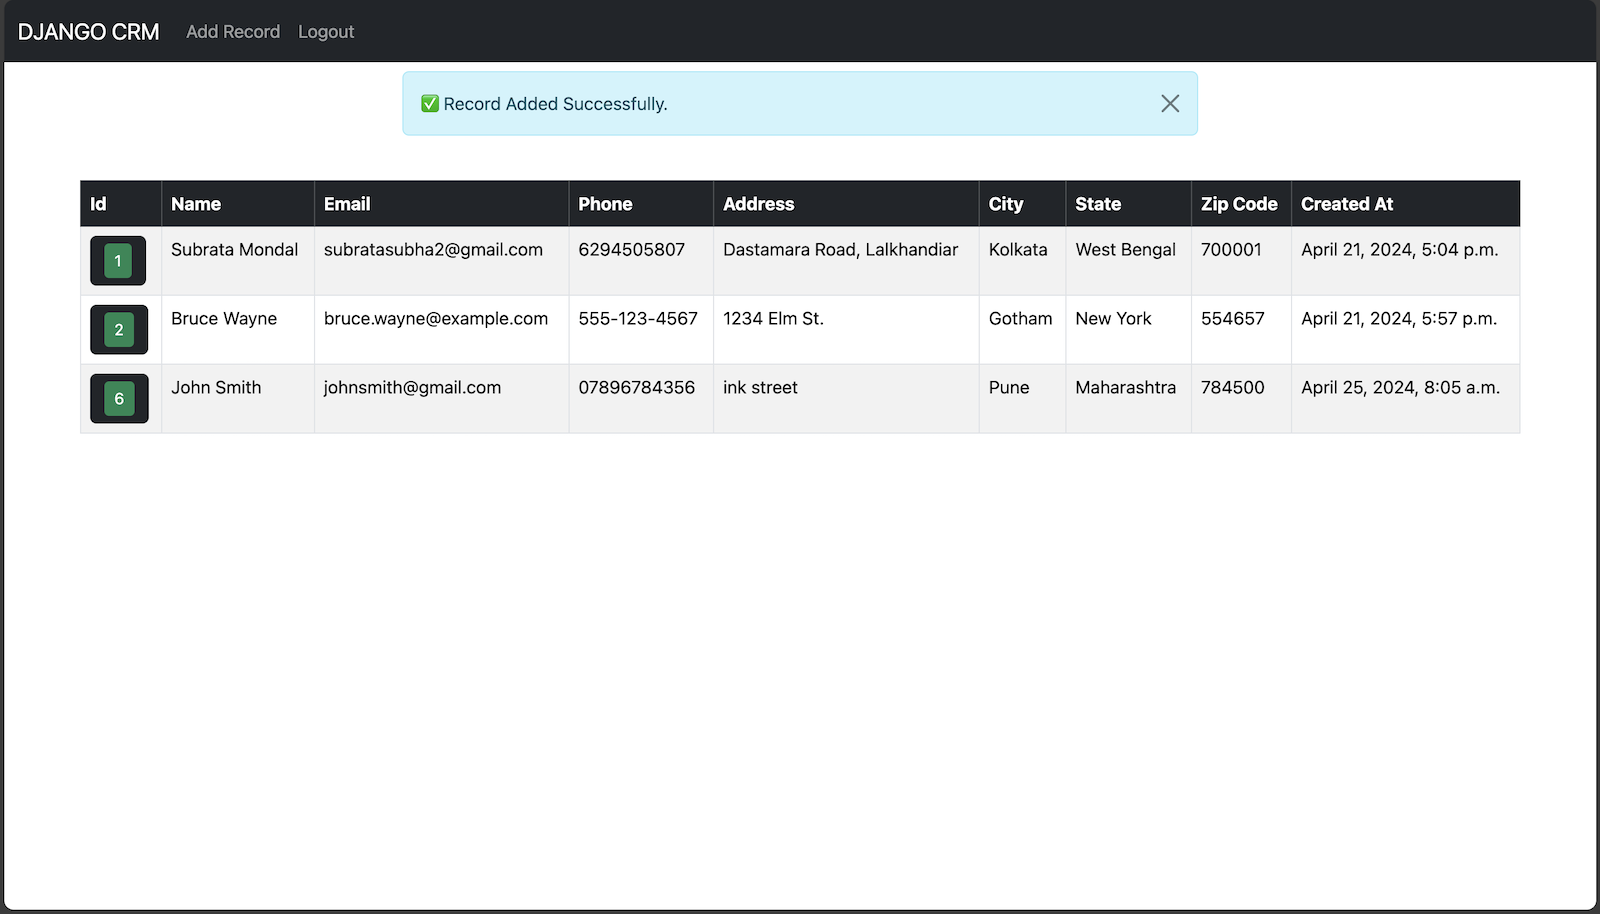 DJANGO CRM Add Record Logout
✅ Record Added Successfully.
Id Name Email Phone Address City State Zip Code Created At
1 Subrata Mondal subratasubha2@gmail.com 6294505807 Dastamara Road, Lalkhandiar Kolkata West Bengal 700001 April 21, 2024, 5:04 p.m.
2 Bruce Wayne bruce.wayne@example.com 555-123-4567 1234 Elm St. Gotham New York 554657 April 21, 2024, 5:57 p.m.
6 John Smith johnsmith@gmail.com 07896784356 ink street Pune Maharashtra 784500 April 25, 2024, 8:05 a.m.